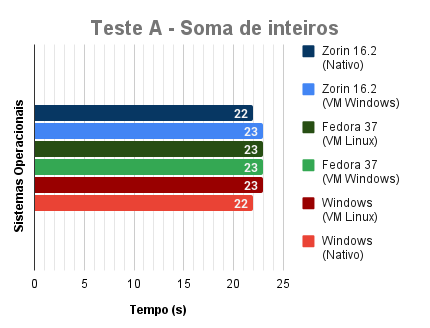 Teste A - Soma de inteiros
Sistemas Operacionais
22
23
23
23
23
22
0
5
10
15
20
25
Tempo (s)
Zorin 16.2
(Nativo)
Zorin 16.2
(VM Windows)
Fedora 37
(VM Linux)
Fedora 37
(VM Windows)
Windows
(VM Linux)
Windows
(Nativo)